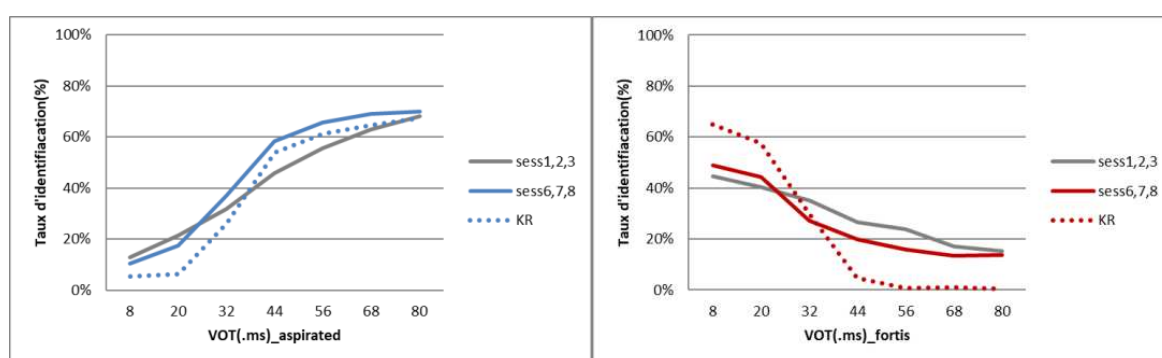 100%
80%
60%
40%
20%
0%
Taux d'identifiacation(%)
8 20 32 44 56 68 80
VOT(.ms)_aspirated
sess1,2,3
sess6,7,8
KR
100%
80%
60%
40%
20%
0%
Taux d'identifiacation(%)
8 20 32 44 56 68 80
VOT(.ms)_fortis
sess1,2,3
sess6,7,8
KR